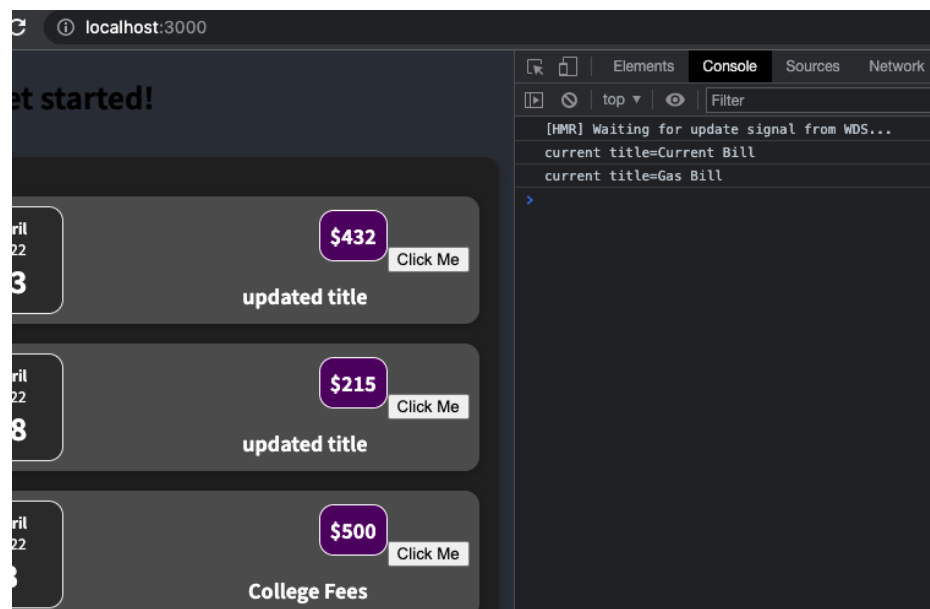 localhost:3000
Elements Console Sources Network
et started!
top ▼ Filter
[HMR] Waiting for update signal from WDS...
current title=Current Bill
current title=Gas Bill
ril
22
3
$432
Click Me
updated title
ril
22
8
$215
Click Me
updated title
ril
22
$500
Click Me
College Fees